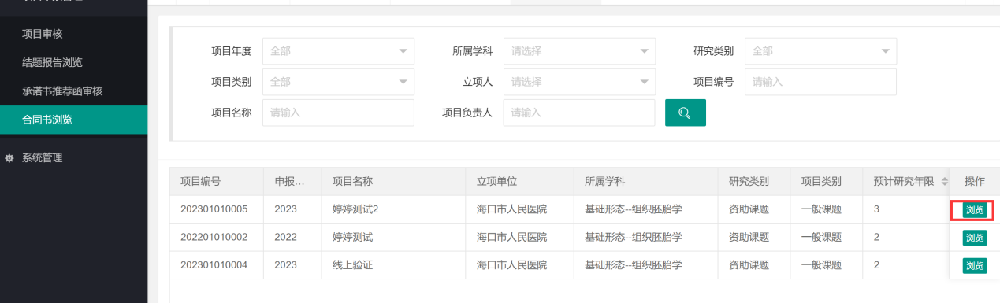 项目审核
结题报告浏览
承诺书推荐函审核
合同书浏览
系统管理
项目年度 全部 所属学科 请选择 研究类别 全部
项目类别 全部 立项人 请选择 项目编号 请输入
项目名称 请输入 项目负责人 请输入
项目编号 申报... 项目名称 立项单位 所属学科 研究类别 项目类别 预计研究年限 操作
202301010005 2023 婷婷测试2 海口市人民医院 基础形态--组织胚胎学 资助课题 一般课题 3 浏览
202201010002 2022 婷婷测试 海口市人民医院 基础形态--组织胚胎学 资助课题 一般课题 2 浏览
202301010004 2023 线上验证 海口市人民医院 基础形态--组织胚胎学 资助课题 一般课题 2 浏览